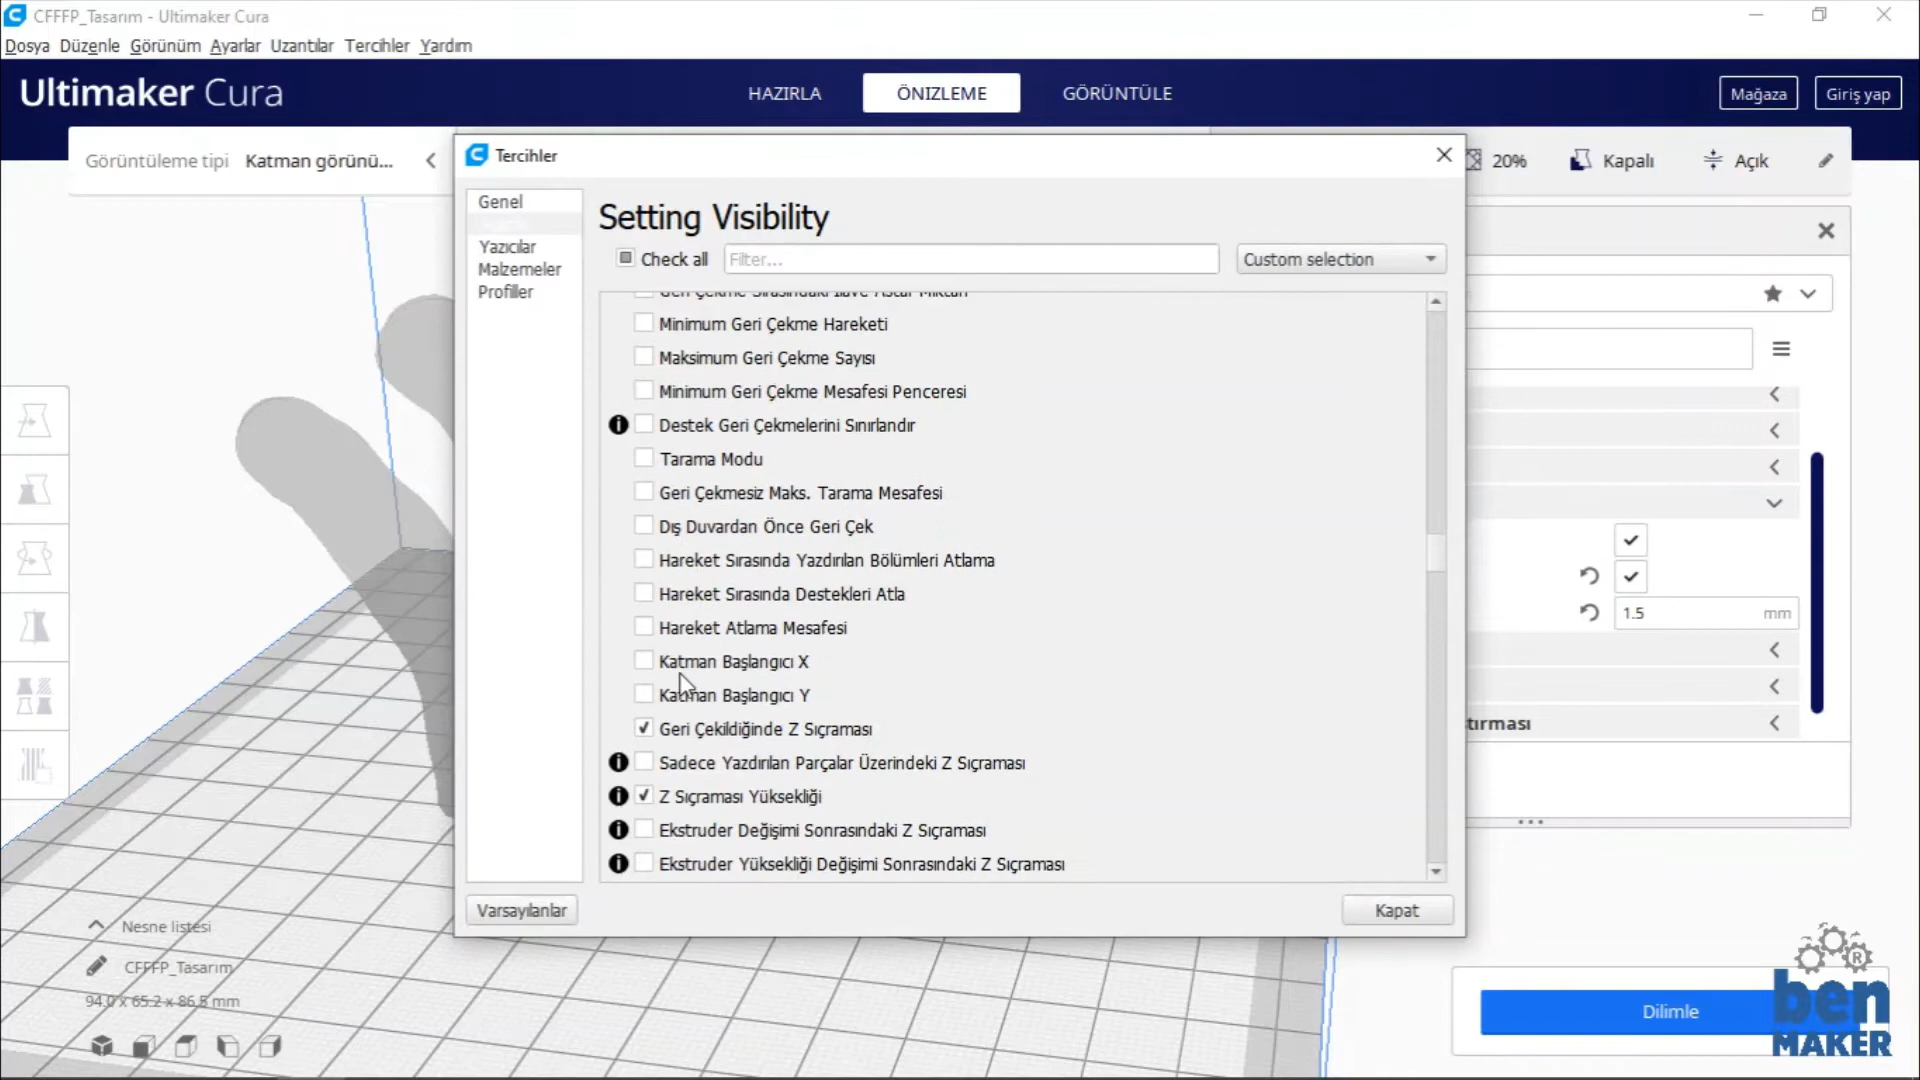 CFFFP_Tasarım - Ultimaker Cura
Dosya Düzenle Görünüm Ayarlar Uzantılar Tercihler Yardım
Ultimaker Cura
HAZIRLA
ÖNIZLEME
GÖRÜNTÜLE
Mağaza
Giriş yap
Görüntüleme tipi Katman görünü...
20%
Kapalı
Açık
Tercihler
Genel
Yazıcılar
Malzemeler
Profiller
Setting Visibility
Check all
Filter...
Custom selection
Geri Çekme Sırasındaki İlave Astar Miktarı
Minimum Geri Çekme Hareketi
Maksimum Geri Çekme Sayısı
Minimum Geri Çekme Mesafesi Penceresi
Destek Geri Çekmelerini Sınırlandır
Tarama Modu
Geri Çekmesiz Maks. Tarama Mesafesi
Dış Duvardan Önce Geri Çek
Hareket Sırasında Yazdırılan Bölümleri Atlama
Hareket Sırasında Destekleri Atla
Hareket Atlama Mesafesi
Katman Başlangıcı X
Katman Başlangıcı Y
Geri Çekildiğinde Z Sıçraması
Sadece Yazdırılan Parçalar Üzerindeki Z Sıçraması
Z Sıçraması Yüksekliği
Ekstruder Değişimi Sonrasındaki Z Sıçraması
Ekstruder Yüksekliği Değişimi Sonrasındaki Z Sıçraması
Varsayılanlar
Kapat
1.5 mm
tırması
Nesne listesi
CFFFP_Tasarım
94.0 x 65.2 x 86.5 mm
Dilimle
R
ben
MAKER